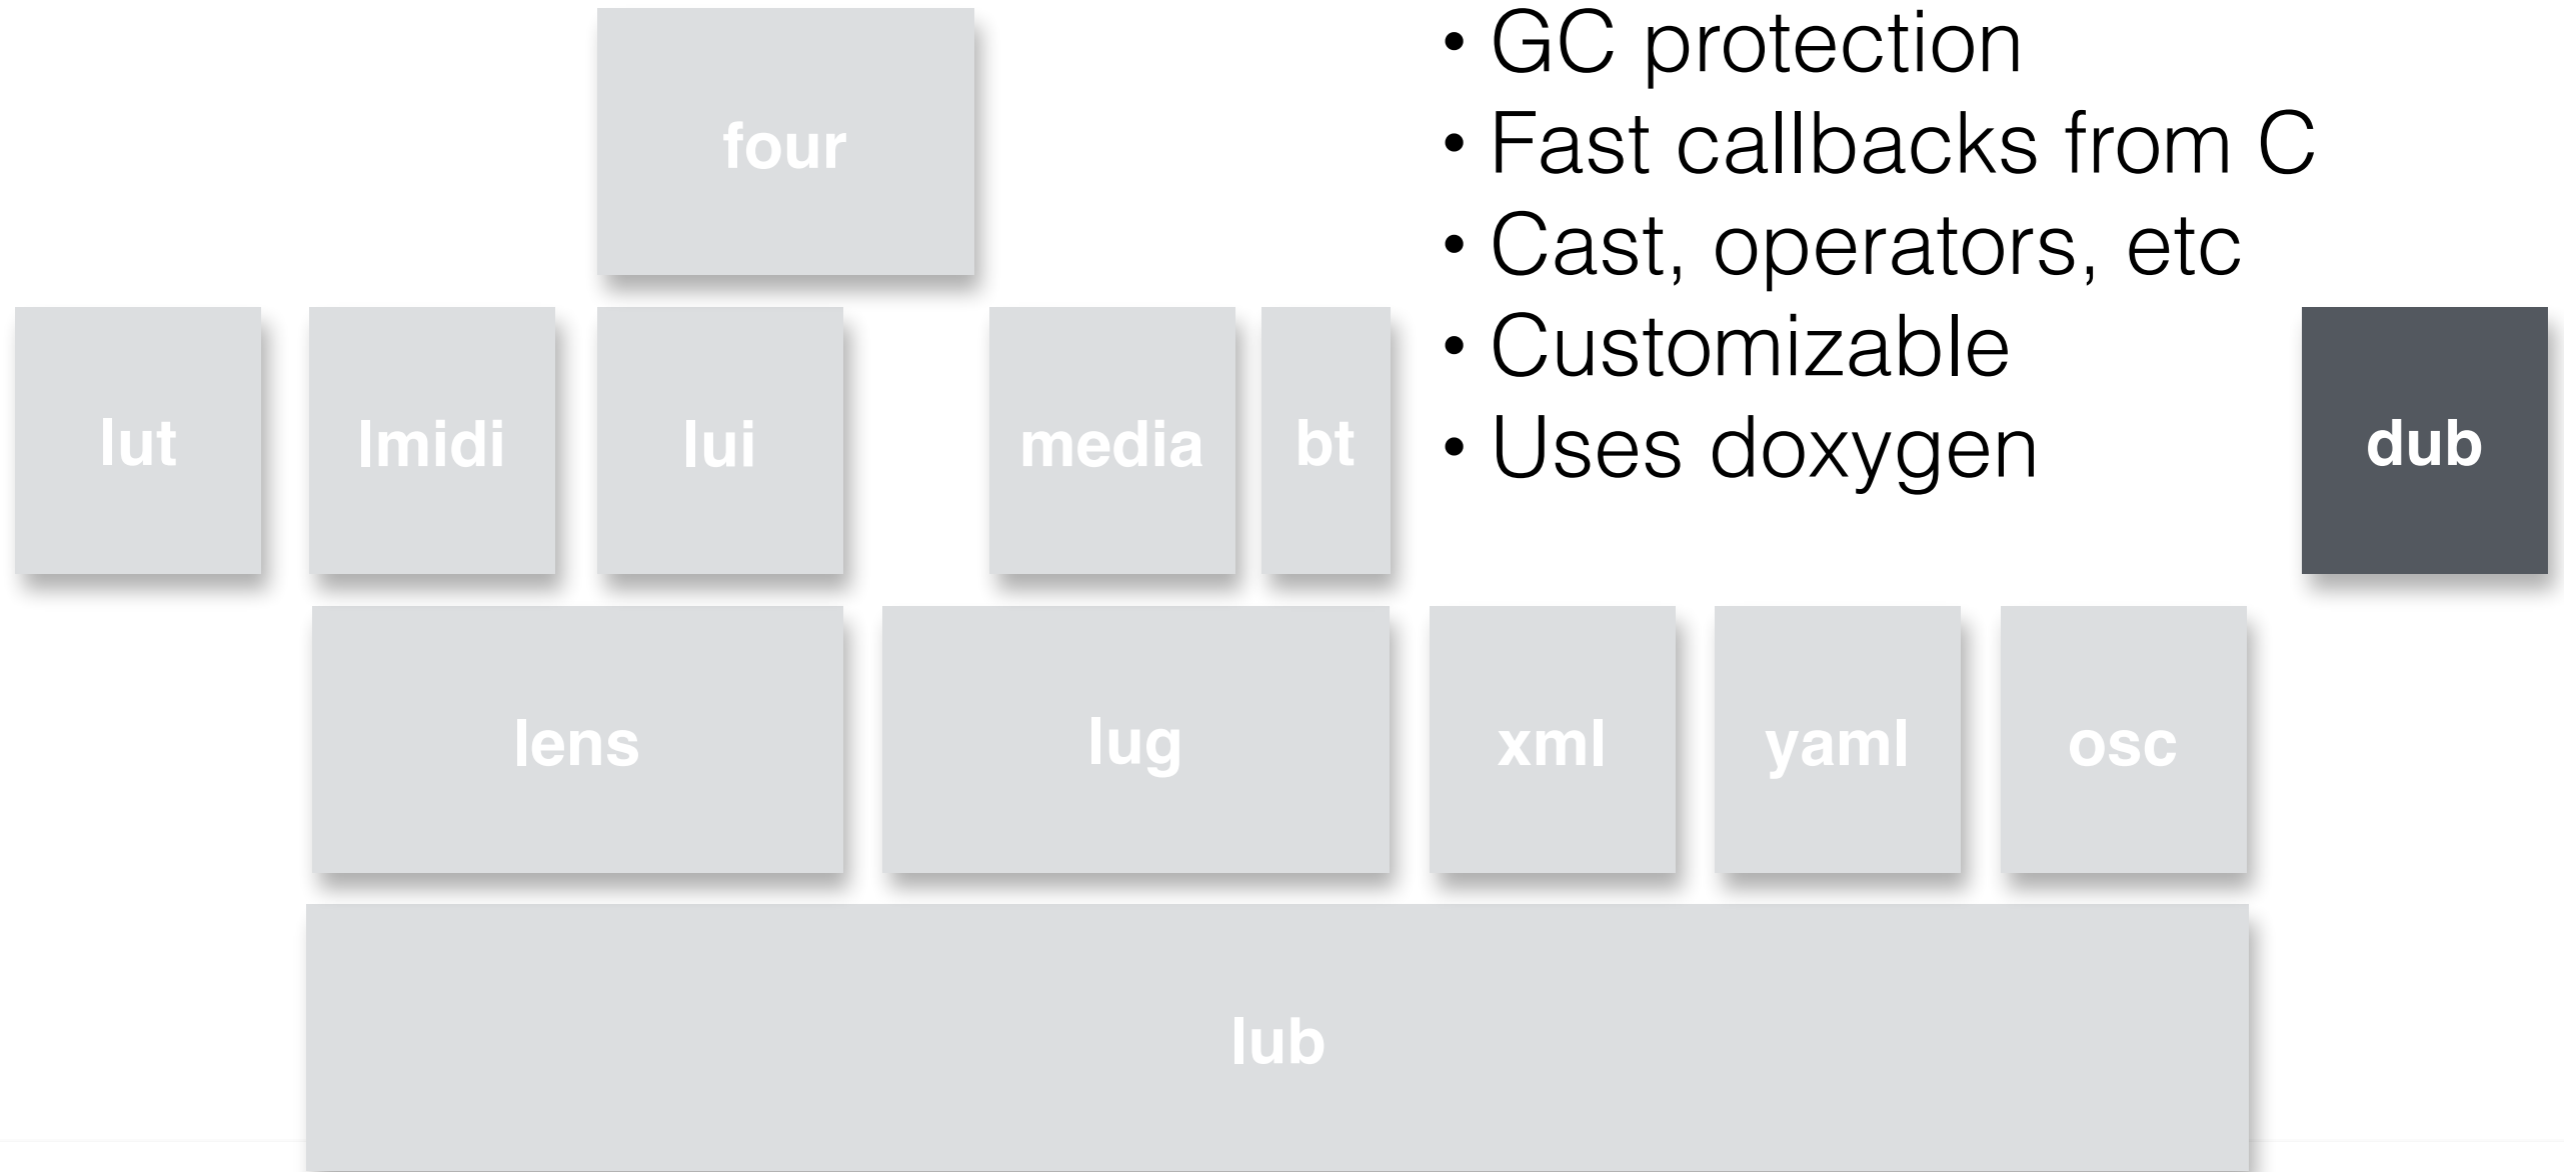 four
• GC protection
• Fast callbacks from C
• Cast, operators, etc
• Customizable
• Uses doxygen
lut
lmidi
lui
media
bt
dub
lens
lug
xml
yaml
osc
lub